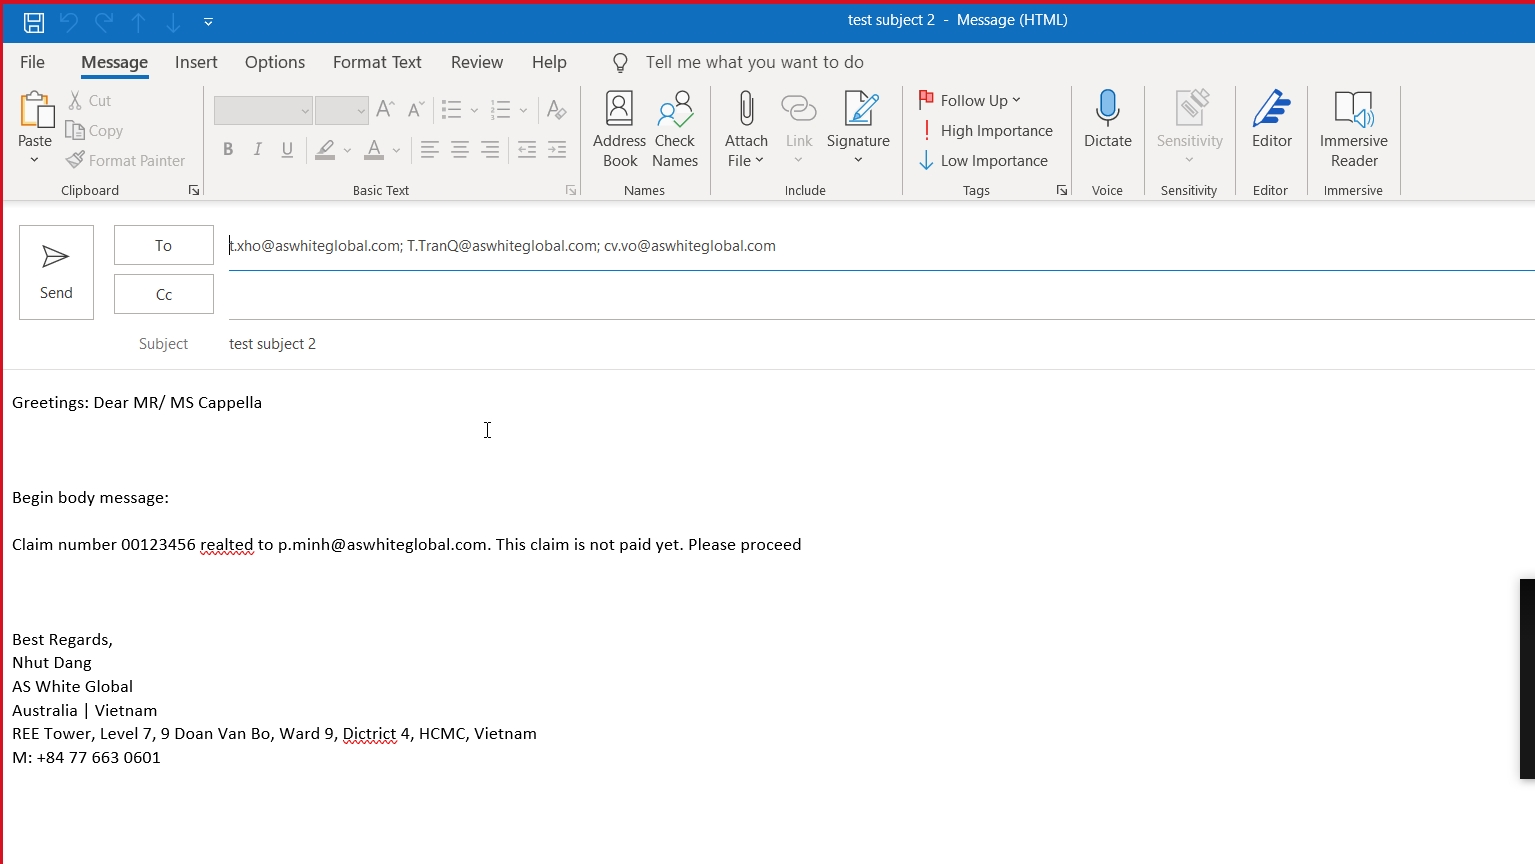 test subject 2 - Message (HTML)
File Message Insert Options Format Text Review Help Tell me what you want to do
Paste
Cut
Copy
Format Painter
Clipboard
B I U A
Basic Text
Address Book
Check Names
Names
Attach File
Link
Signature
Include
Follow Up
High Importance
Low Importance
Tags
Dictate
Voice
Sensitivity
Sensitivity
Editor
Editor
Immersive Reader
Immersive
Send
To t.xho@aswhiteglobal.com; T.TranQ@aswhiteglobal.com; cv.vo@aswhiteglobal.com
Cc
Subject test subject 2
Greetings: Dear MR/ MS Cappella
Begin body message:
Claim number 00123456 realted to p.minh@aswhiteglobal.com. This claim is not paid yet. Please proceed
Best Regards,
Nhut Dang
AS White Global
Australia | Vietnam
REE Tower, Level 7, 9 Doan Van Bo, Ward 9, Dictrict 4, HCMC, Vietnam
M: +84 77 663 0601